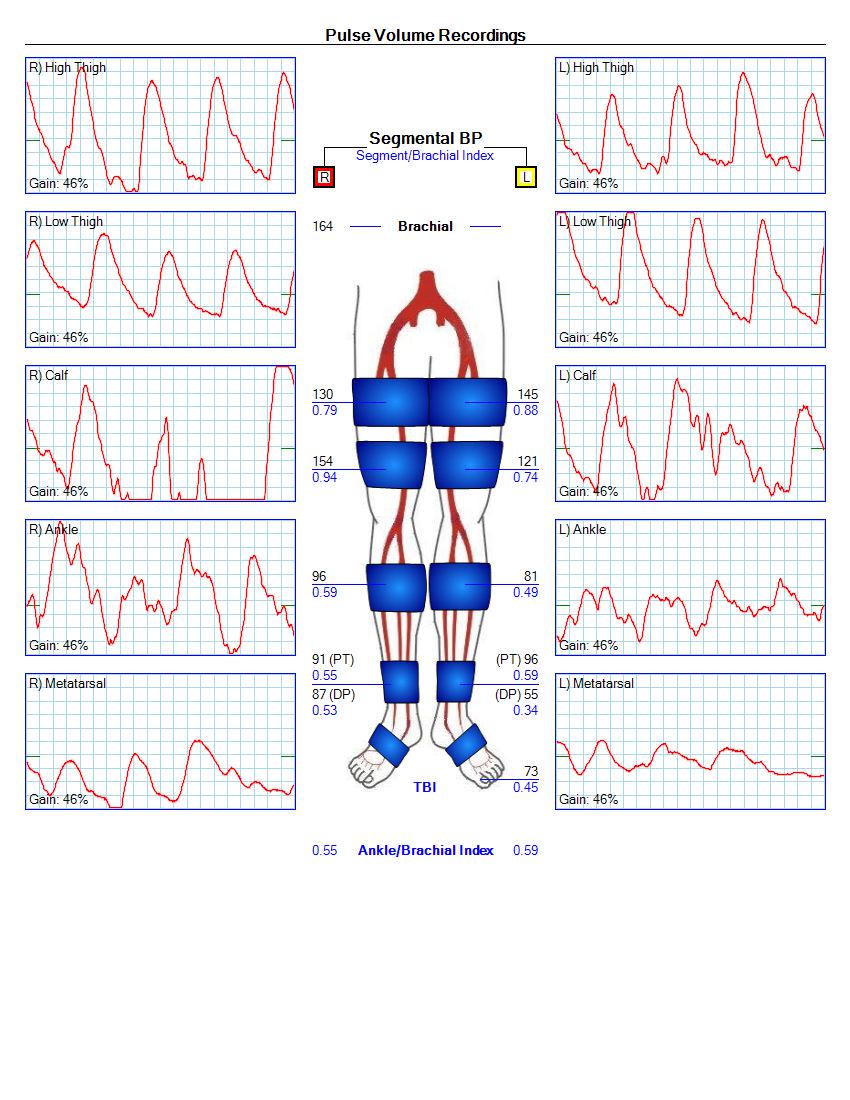 Pulse Volume Recordings
R) High Thigh
Gain: 46%
L) High Thigh
Gain: 46%
Segmental BP
Segment/Brachial Index
R
L
R) Low Thigh
Gain: 46%
164 Brachial
L) Low Thigh
Gain: 46%
R) Calf
Gain: 46%
130 145
0.79 0.88
154 121
0.94 0.74
L) Calf
Gain: 46%
R) Ankle
Gain: 46%
96 81
0.59 0.49
L) Ankle
Gain: 46%
91 (PT) (PT) 96
0.55 0.59
87 (DP) (DP) 55
0.53 0.34
R) Metatarsal
Gain: 46%
73
TBI 0.45
L) Metatarsal
Gain: 46%
0.55 Ankle/Brachial Index 0.59